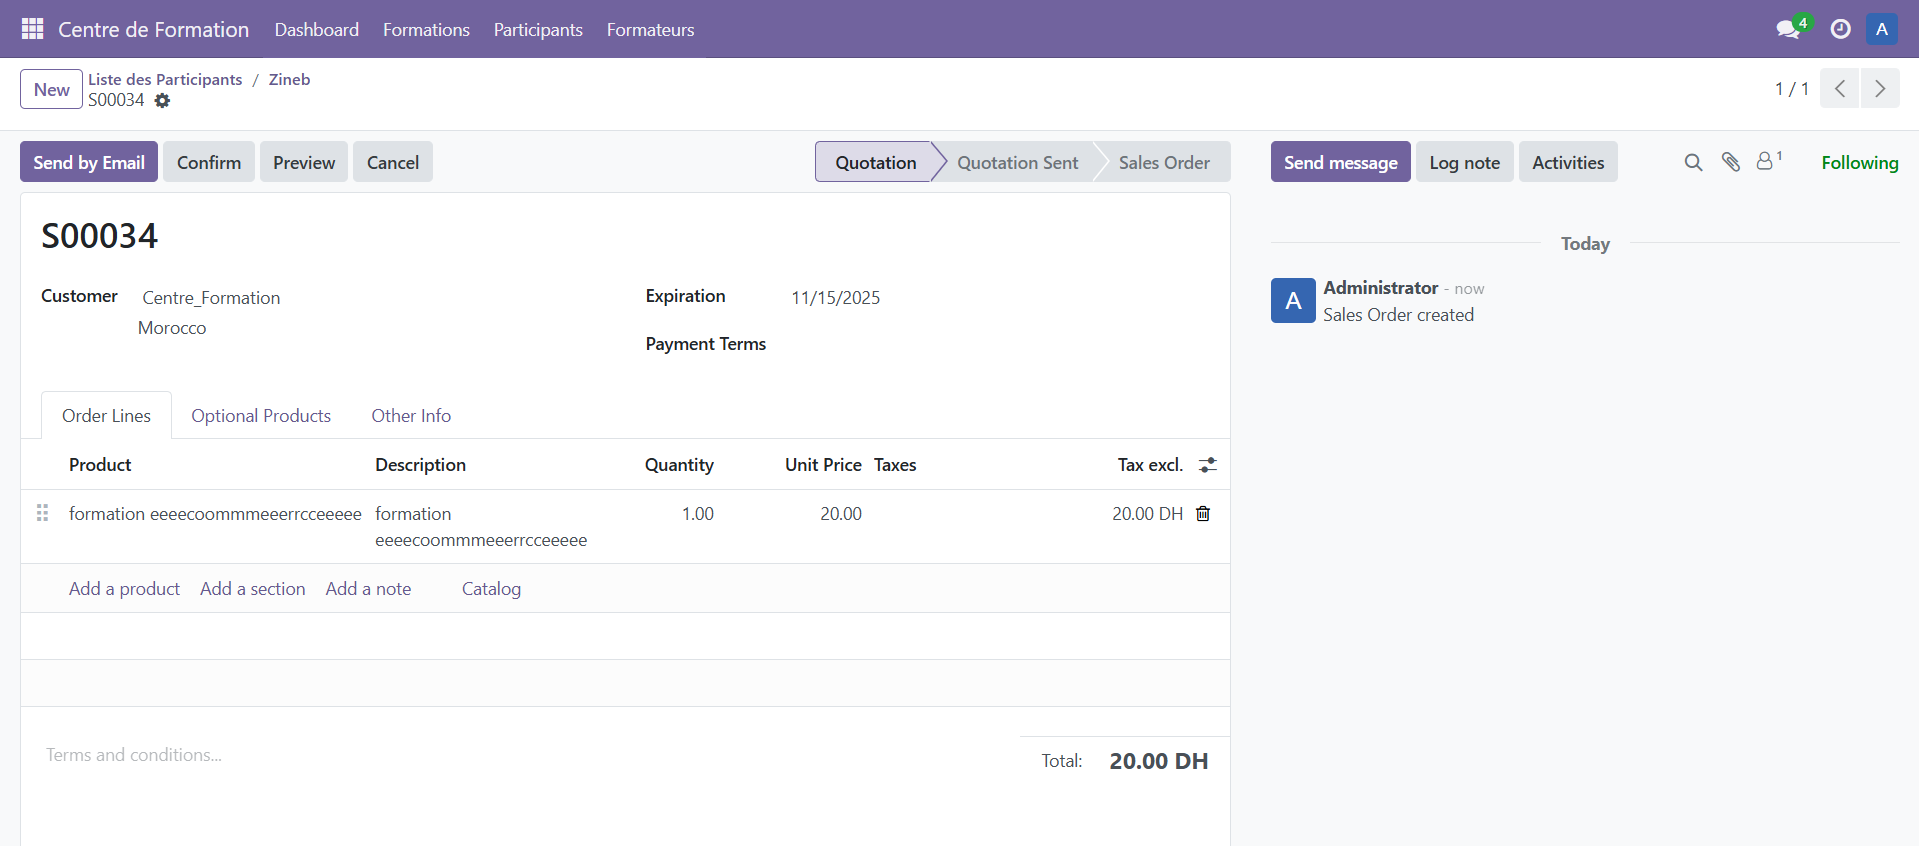 Centre de Formation Dashboard Formations Participants Formateurs 4 A
New Liste des Participants / Zineb
S00034
1 / 1
Send by Email Confirm Preview Cancel Quotation Quotation Sent Sales Order Send message Log note Activities 1 Following
S00034
Today
Customer Centre_Formation Expiration 11/15/2025
Morocco
Payment Terms
A Administrator - now
Sales Order created
Order Lines Optional Products Other Info
Product Description Quantity Unit Price Taxes Tax excl.
formation eeeecoommmeeerrcceeeee formation 1.00 20.00 20.00 DH
eeeecoommmeeerrcceeeee
Add a product Add a section Add a note Catalog
Terms and conditions...
Total: 20.00 DH